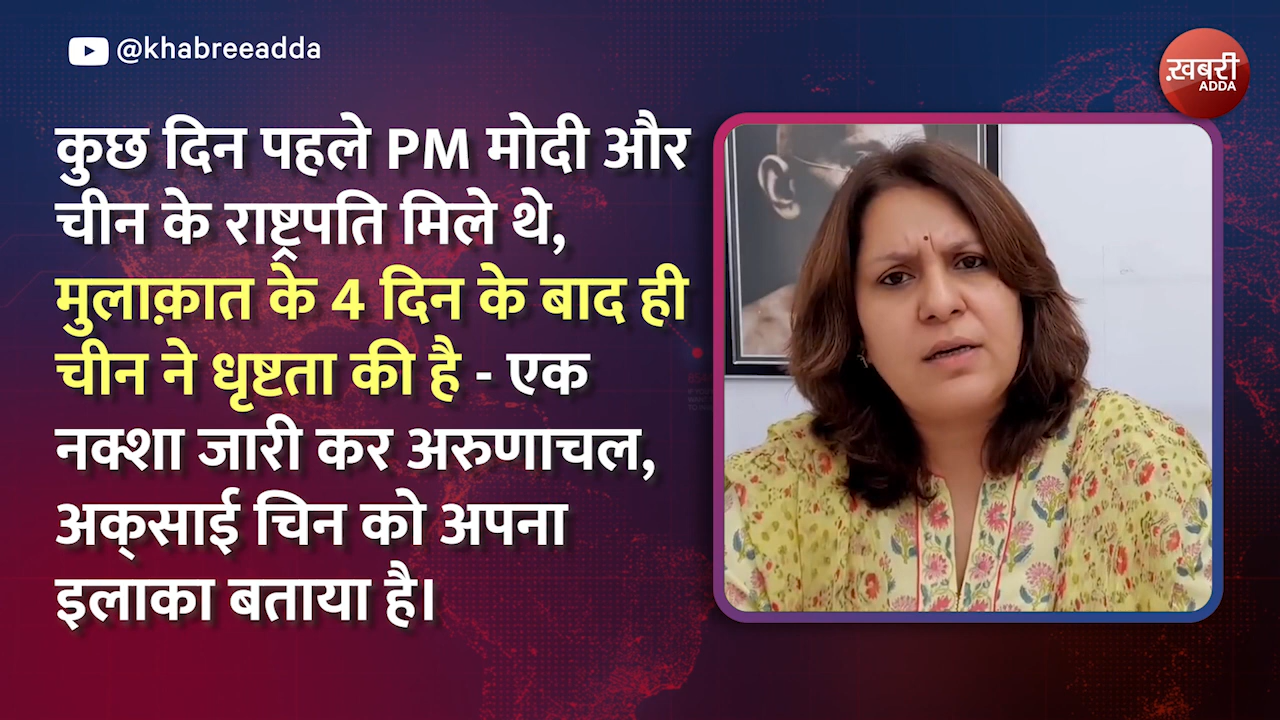 @khabreeadda
ख़बरी
ADDA
कुछ दिन पहले PM मोदी और
चीन के राष्ट्रपति मिले थे,
मुलाक़ात के 4 दिन के बाद ही
चीन ने धृष्टता की है - एक
नक्शा जारी कर अरुणाचल,
अक्साई चिन को अपना
इलाका बताया है।